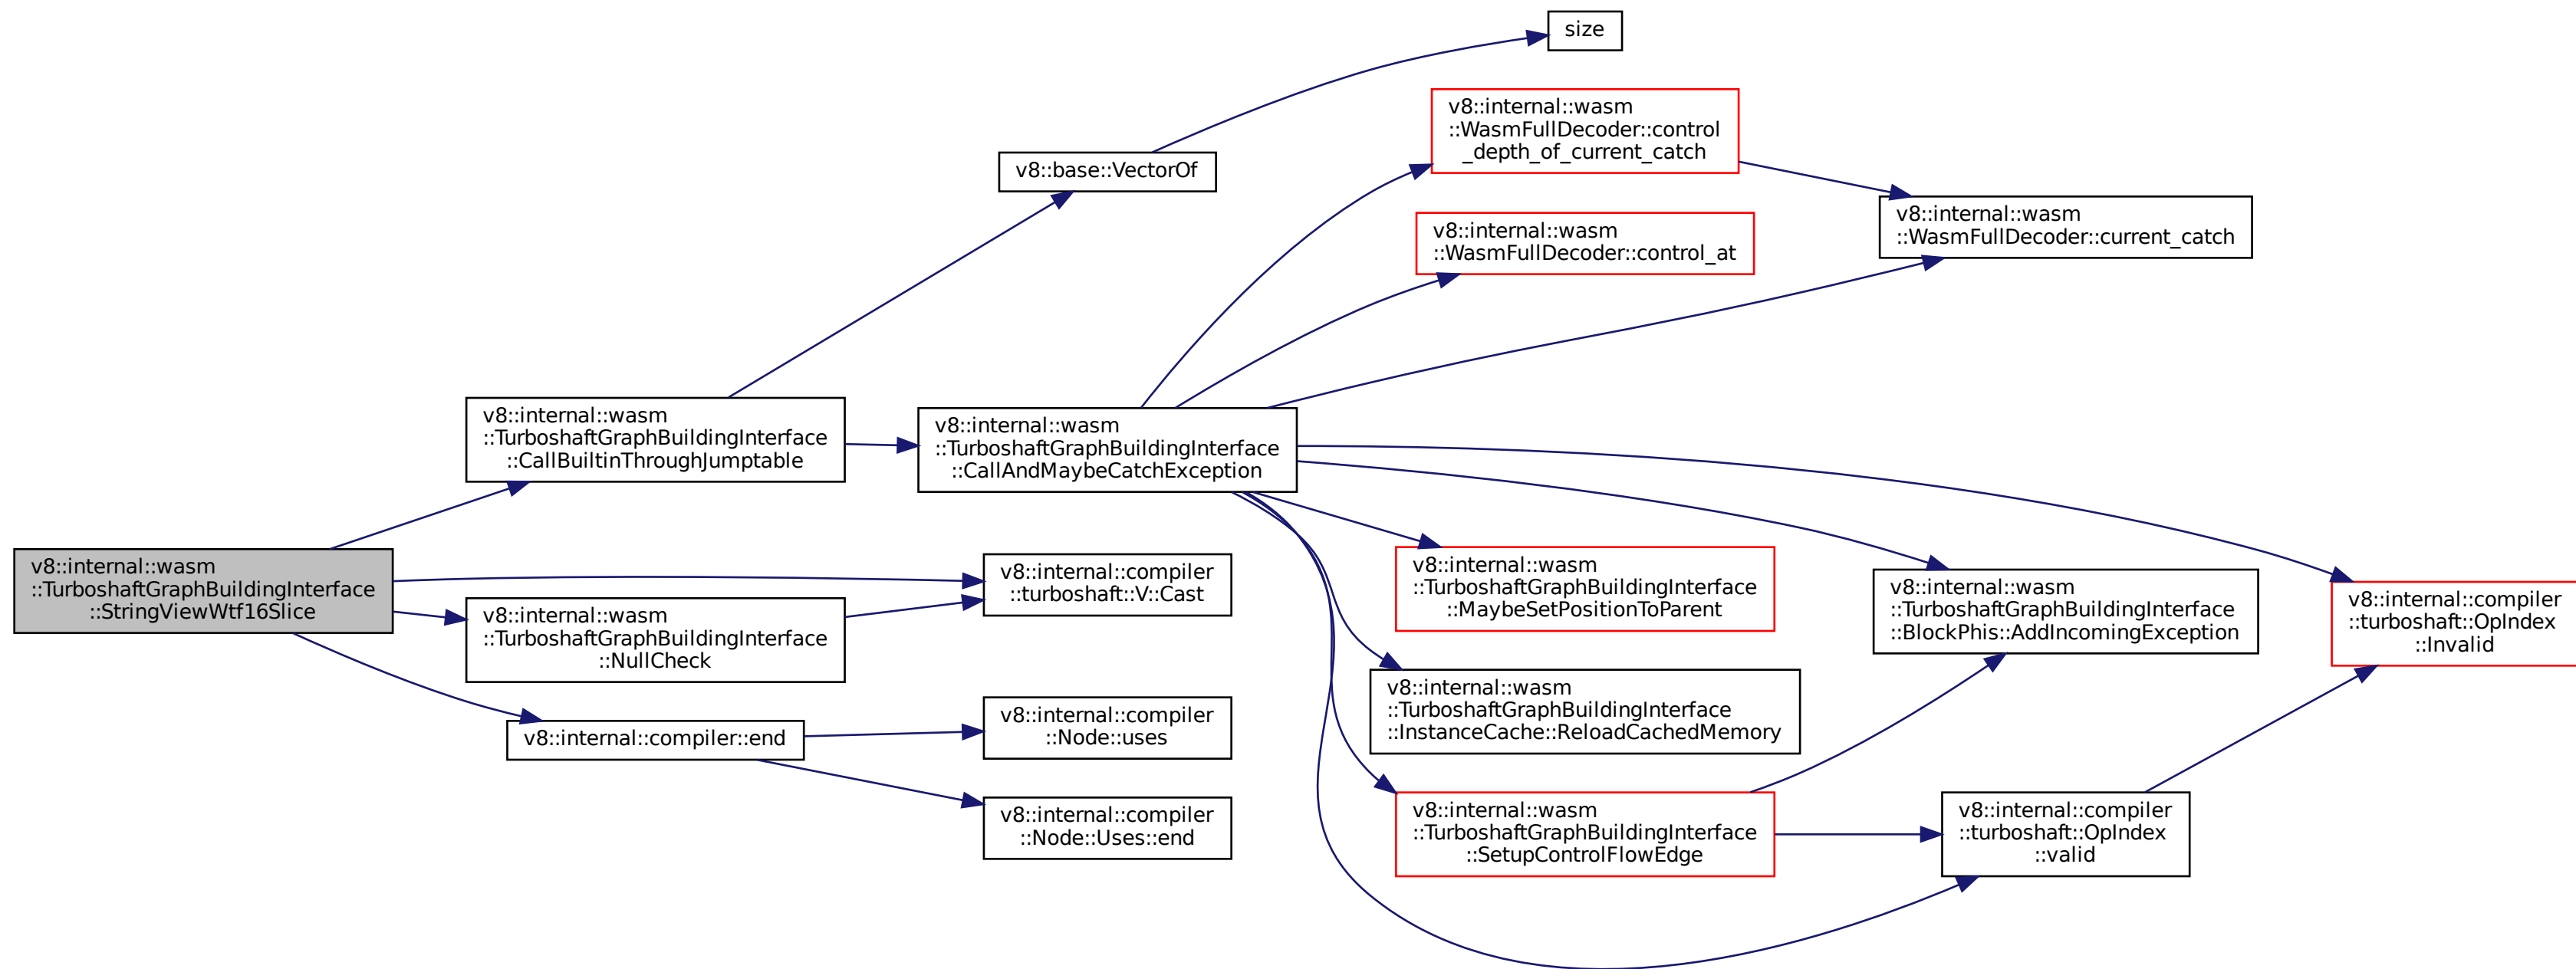 size
v8::internal::wasm
::WasmFullDecoder::control
_depth_of_current_catch
v8::base::VectorOf
v8::internal::wasm
::WasmFullDecoder::current_catch
v8::internal::wasm
::WasmFullDecoder::control_at
v8::internal::wasm
::TurboshaftGraphBuildingInterface
::CallBuiltinThroughJumptable
v8::internal::wasm
::TurboshaftGraphBuildingInterface
::CallAndMaybeCatchException
v8::internal::wasm
::TurboshaftGraphBuildingInterface
::StringViewWtf16Slice
v8::internal::compiler
::turboshaft::V::Cast
v8::internal::wasm
::TurboshaftGraphBuildingInterface
::MaybeSetPositionToParent
v8::internal::wasm
::TurboshaftGraphBuildingInterface
::BlockPhis::AddIncomingException
v8::internal::compiler
::turboshaft::OpIndex
::Invalid
v8::internal::wasm
::TurboshaftGraphBuildingInterface
::NullCheck
v8::internal::wasm
::TurboshaftGraphBuildingInterface
::InstanceCache::ReloadCachedMemory
v8::internal::compiler::end
v8::internal::compiler
::Node::uses
v8::internal::compiler
::Node::Uses::end
v8::internal::wasm
::TurboshaftGraphBuildingInterface
::SetupControlFlowEdge
v8::internal::compiler
::turboshaft::OpIndex
::valid